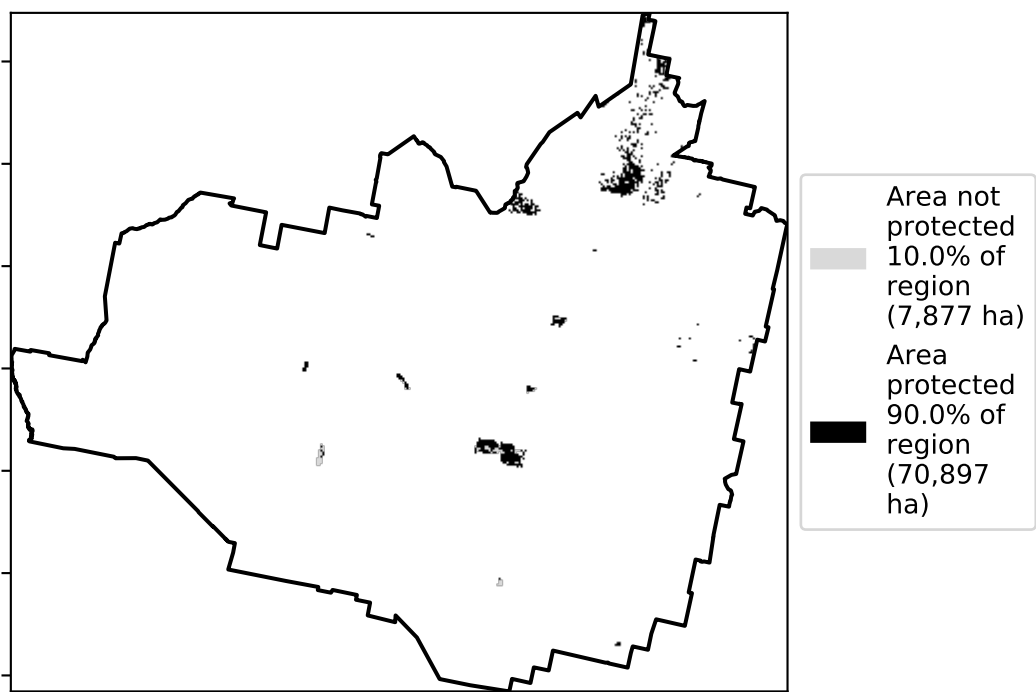 Area not
protected
10.0% of
region
(7,877 ha)
Area
protected
90.0% of
region
(70,897
ha)